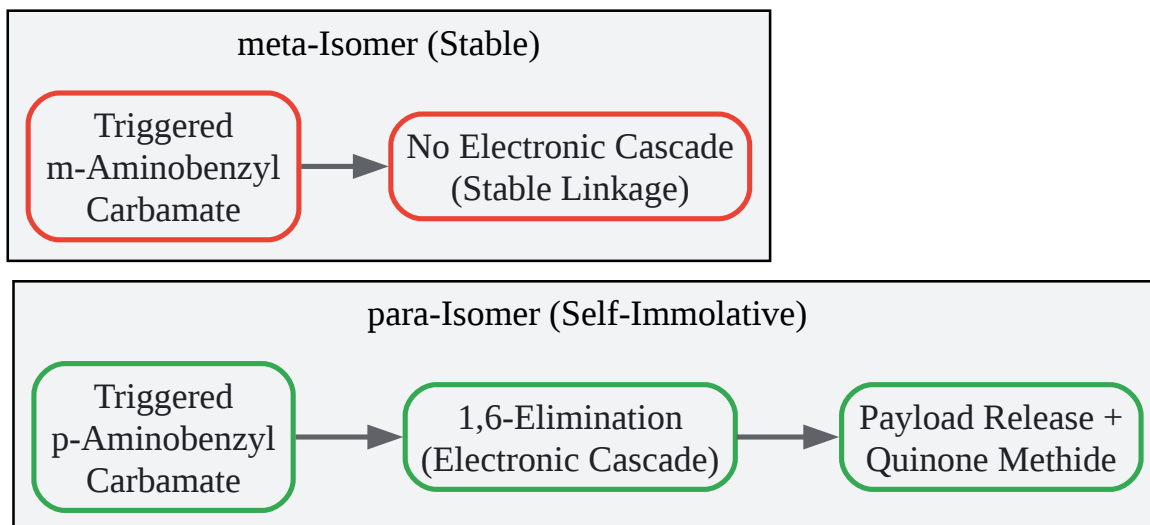 meta-Isomer (Stable)
Triggered
m-Aminobenzyl
Carbamate
No Electronic Cascade
(Stable Linkage)
para-Isomer (Self-Immolative)
Triggered
p-Aminobenzyl
Carbamate
1,6-Elimination
(Electronic Cascade)
Payload Release +
Quinone Methide